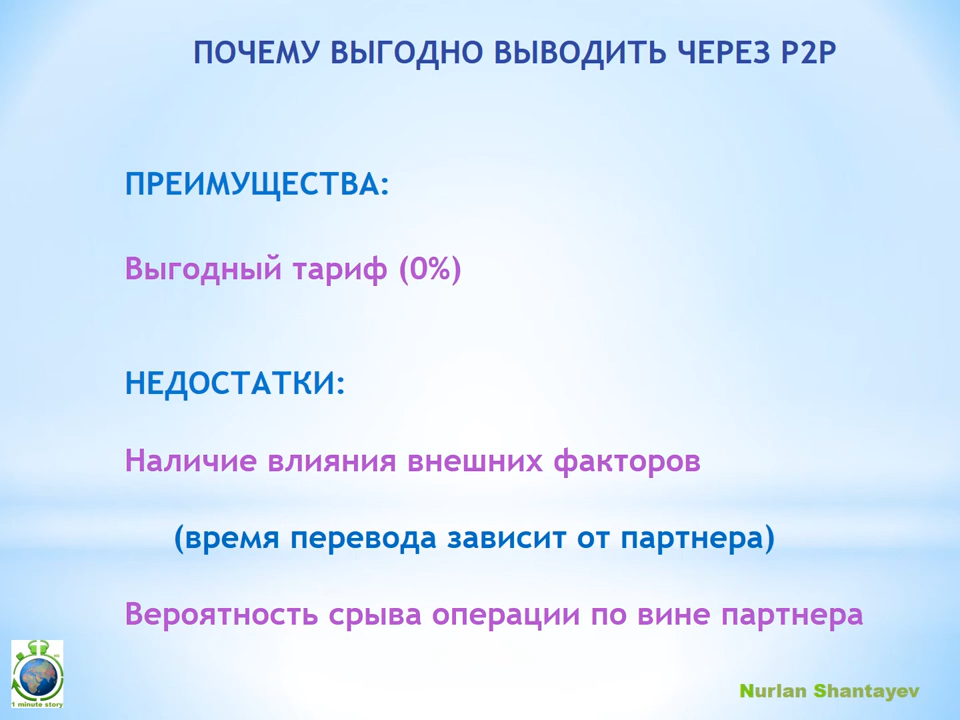 ПОЧЕМУ ВЫГОДНО ВЫВОДИТЬ ЧЕРЕЗ P2P
ПРЕИМУЩЕСТВА:
Выгодный тариф (0%)
НЕДОСТАТКИ:
Наличие влияния внешних факторов
(время перевода зависит от партнера)
Вероятность срыва операции по вине партнера
1 minute story
Nurlan Shantayev